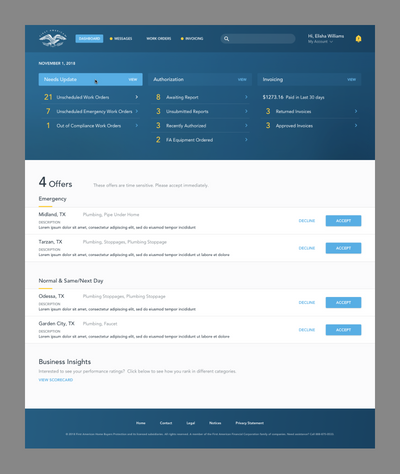 DASHBOARD MESSAGES WORK ORDERS INVOICING Hi, Elisha Williams
My Account
NOVEMBER 1, 2018
Needs Update VIEW Authorization VIEW Invoicing VIEW
21 Unscheduled Work Orders 8 Awaiting Report $1273.16 Paid in Last 30 days
7 Unscheduled Emergency Work Orders 3 Unsubmitted Reports 3 Returned Invoices
1 Out of Compliance Work Orders 3 Recently Authorized 3 Approved Invoices
2 FA Equipment Ordered
4 Offers These offers are time sensitive. Please accept immediately.
Emergency
Midland, TX Plumbing, Pipe Under Home
DESCRIPTION DECLINE ACCEPT
Lorem ipsum dolor sit amet, consectetur adipiscing elit, sed do eiusmod tempor incididunt
Tarzan, TX Plumbing, Stoppages, Plumbing Stoppage
DESCRIPTION DECLINE ACCEPT
Lorem ipsum dolor sit amet, consectetur adipiscing elit, sed do eiusmod tempor incididunt ut labore et dolore
Normal & Same/Next Day
Odessa, TX Plumbing Stoppages, Plumbing Stoppage
DESCRIPTION DECLINE ACCEPT
Lorem ipsum dolor sit amet, consectetur adipiscing elit, sed do eiusmod tempor incididunt
Garden City, TX Plumbing, Faucet
DESCRIPTION DECLINE ACCEPT
Lorem ipsum dolor sit amet, consectetur adipiscing elit, sed do eiusmod tempor incididunt ut labore et dolore
Business Insights
Interested to see your performance ratings? Click below to see how you rank in different categories.
VIEW SCORECARD
Home Contact Legal Notices Privacy Statement